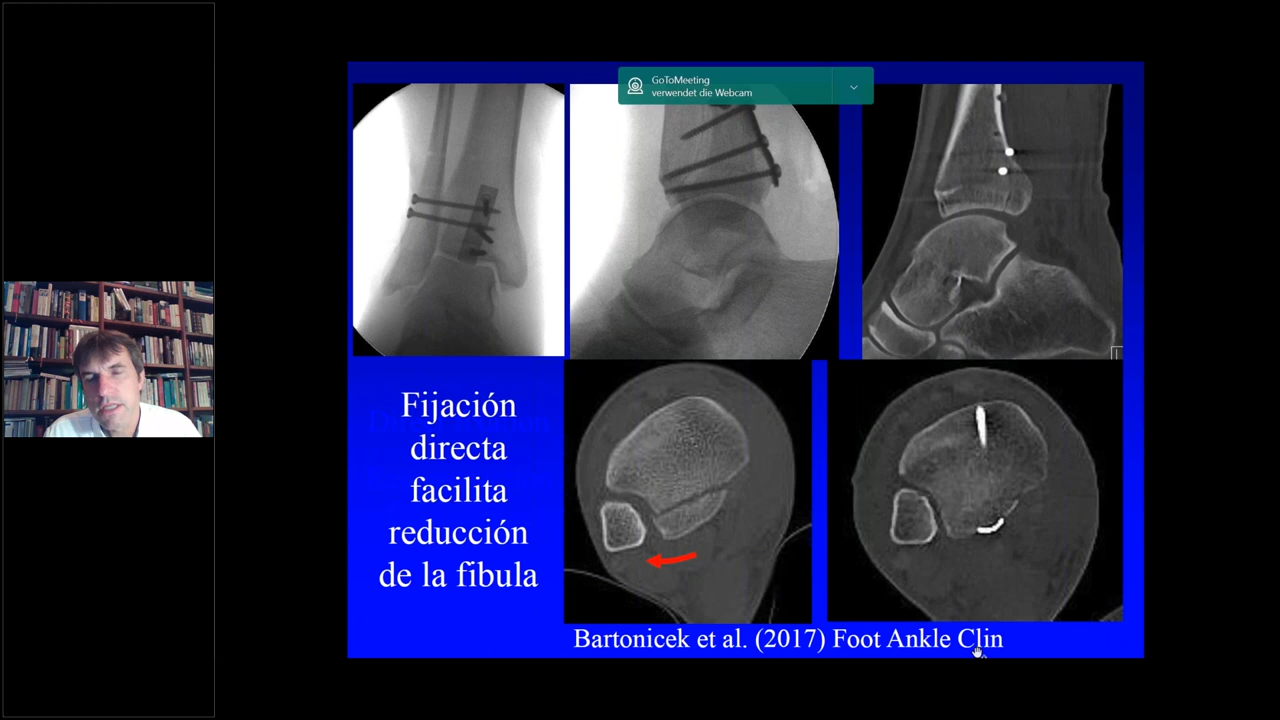 GoToMeeting
verwendet die Webcam
Fijación
directa
facilita
reducción
de la fibula
Bartonicek et al. (2017) Foot Ankle Clin